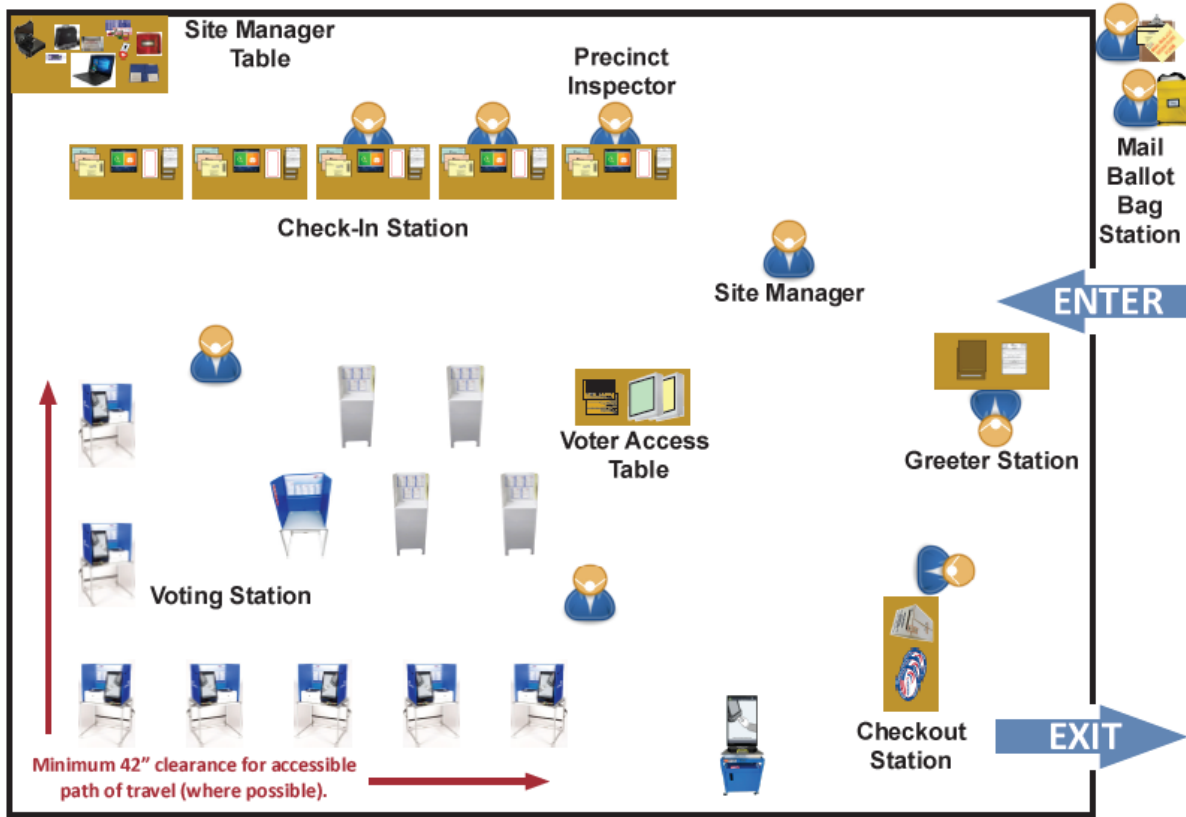 Site Manager
Table
Precinct
Inspector
Mail
Ballot
Bag
Station
Check-In Station
Site Manager
ENTER
Voter Access
Table
Greeter Station
Voting Station
Checkout
Station
EXIT
Minimum 42” clearance for accessible
path of travel (where possible).